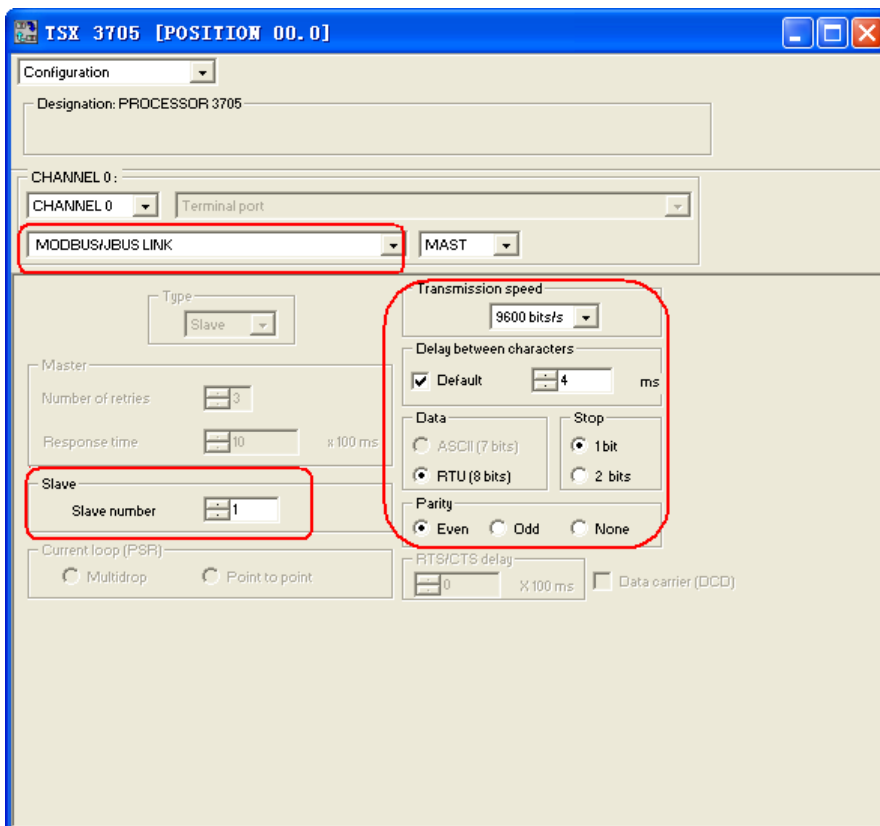 TSX 3705 [POSITION 00.0]
Configuration
Designation: PROCESSOR 3705
CHANNEL 0 :
CHANNEL 0 Terminal port
MODBUS/JBUS LINK MAST
Type
Slave
Transmission speed
9600 bits/s
Delay between characters
Default 4 ms
Master
Number of retries 3
Response time 10 x 100 ms
Data
ASCII (7 bits)
RTU (8 bits)
Stop
1 bit
2 bits
Slave
Slave number 1
Parity
Even Odd None
Current loop (PSR)
Multidrop Point to point
RTS/CTS delay
0 X 100 ms
Data carrier (DCD)